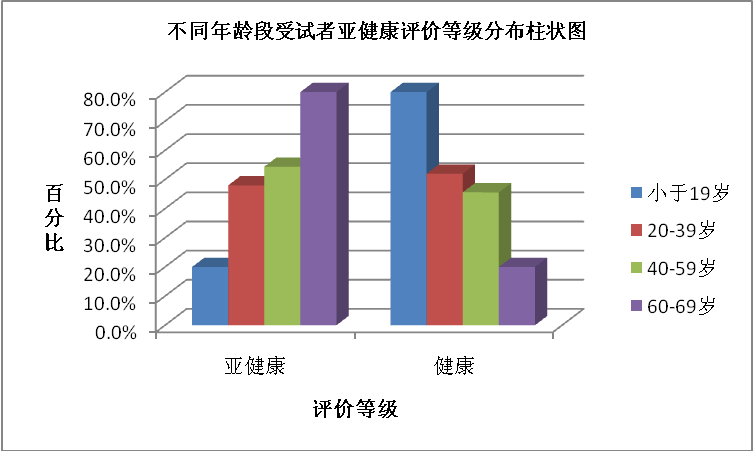 不同年龄段受试者亚健康评价等级分布柱状图
80.0%
70.0%
60.0%
50.0%
40.0%
30.0%
20.0%
10.0%
0.0%
百分比
亚健康
健康
评价等级
小于19岁
20-39岁
40-59岁
60-69岁